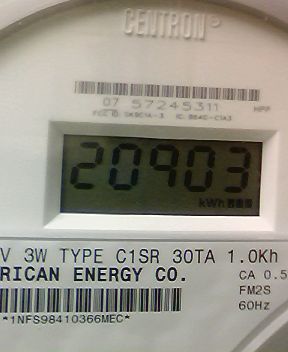 CENTRON®
07 57245311
20903
kWh
V 3W TYPE C1SR 30TA 1.0Kh
RICAN ENERGY CO.
CA 0.5
FM2S
60Hz
*1NFS98410366MEC*